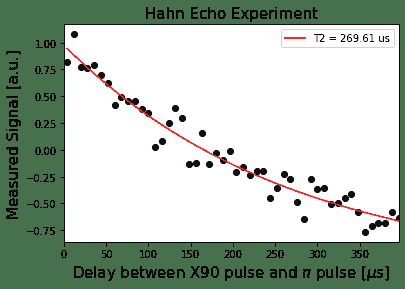 Hahn Echo Experiment
T2 = 269.61 us
Measured Signal [a.u.]
1.00
0.75
0.50
0.25
0.00
−0.25
−0.50
−0.75
0 50 100 150 200 250 300 350
Delay between X90 pulse and π pulse [μs]